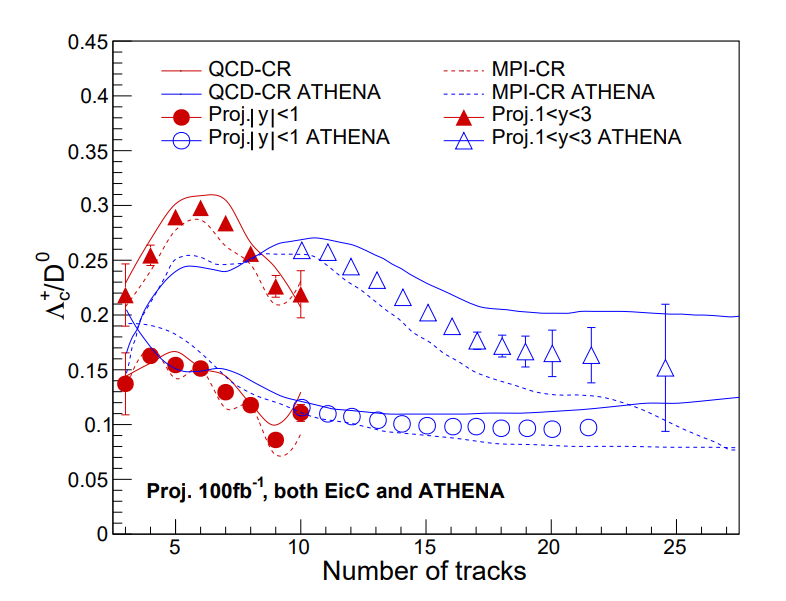 0.45
0.4
0.35
0.3
0.25
0.2
0.15
0.1
0.05
0
Λc+/D0
QCD-CR
MPI-CR
QCD-CR ATHENA
MPI-CR ATHENA
Proj.|y|<1
Proj.1<y<3
Proj.|y|<1 ATHENA
Proj.1<y<3 ATHENA
Proj. 100fb-1, both EicC and ATHENA
5
10
15
20
25
Number of tracks